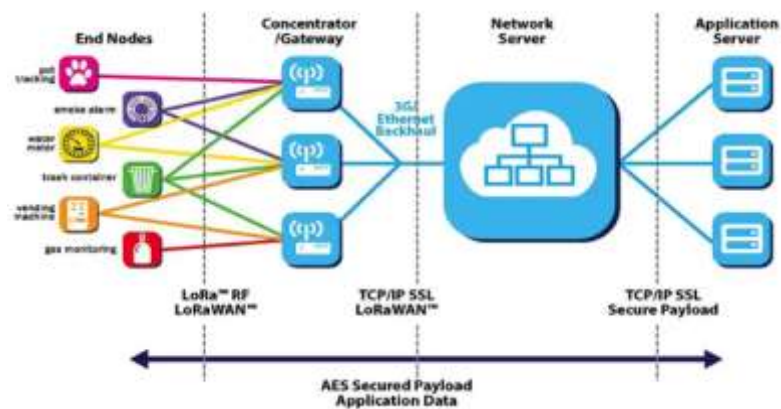 End Nodes
Concentrator
/Gateway
Network
Server
Application
Server
pet
tracking
smoke alarm
water
meter
trash container
vending
machine
gas monitoring
3G/
Ethernet
Backhaul
LoRa™ RF
LoRaWAN™
TCP/IP SSL
LoRaWAN™
TCP/IP SSL
Secure Payload
AES Secured Payload
Application Data